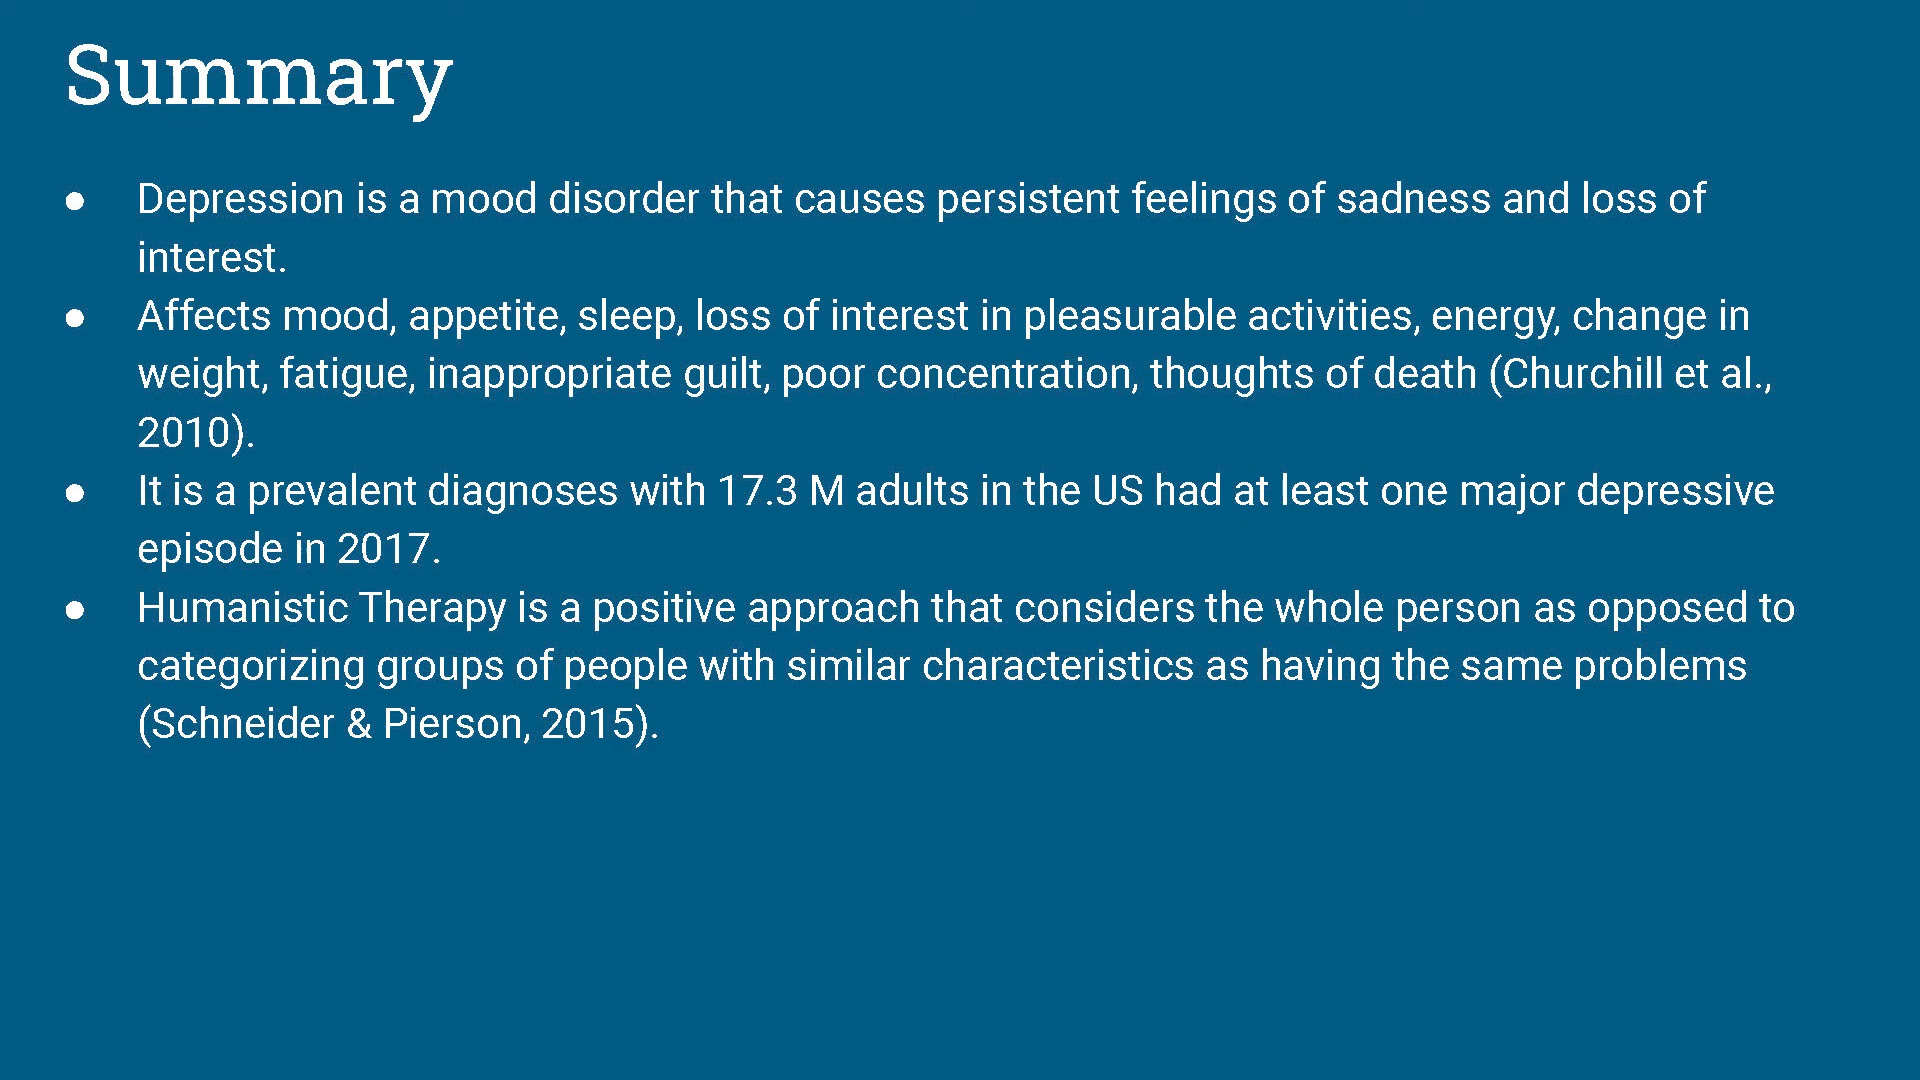 Summary
● Depression is a mood disorder that causes persistent feelings of sadness and loss of
interest.
● Affects mood, appetite, sleep, loss of interest in pleasurable activities, energy, change in
weight, fatigue, inappropriate guilt, poor concentration, thoughts of death (Churchill et al.,
2010).
● It is a prevalent diagnoses with 17.3 M adults in the US had at least one major depressive
episode in 2017.
● Humanistic Therapy is a positive approach that considers the whole person as opposed to
categorizing groups of people with similar characteristics as having the same problems
(Schneider & Pierson, 2015).